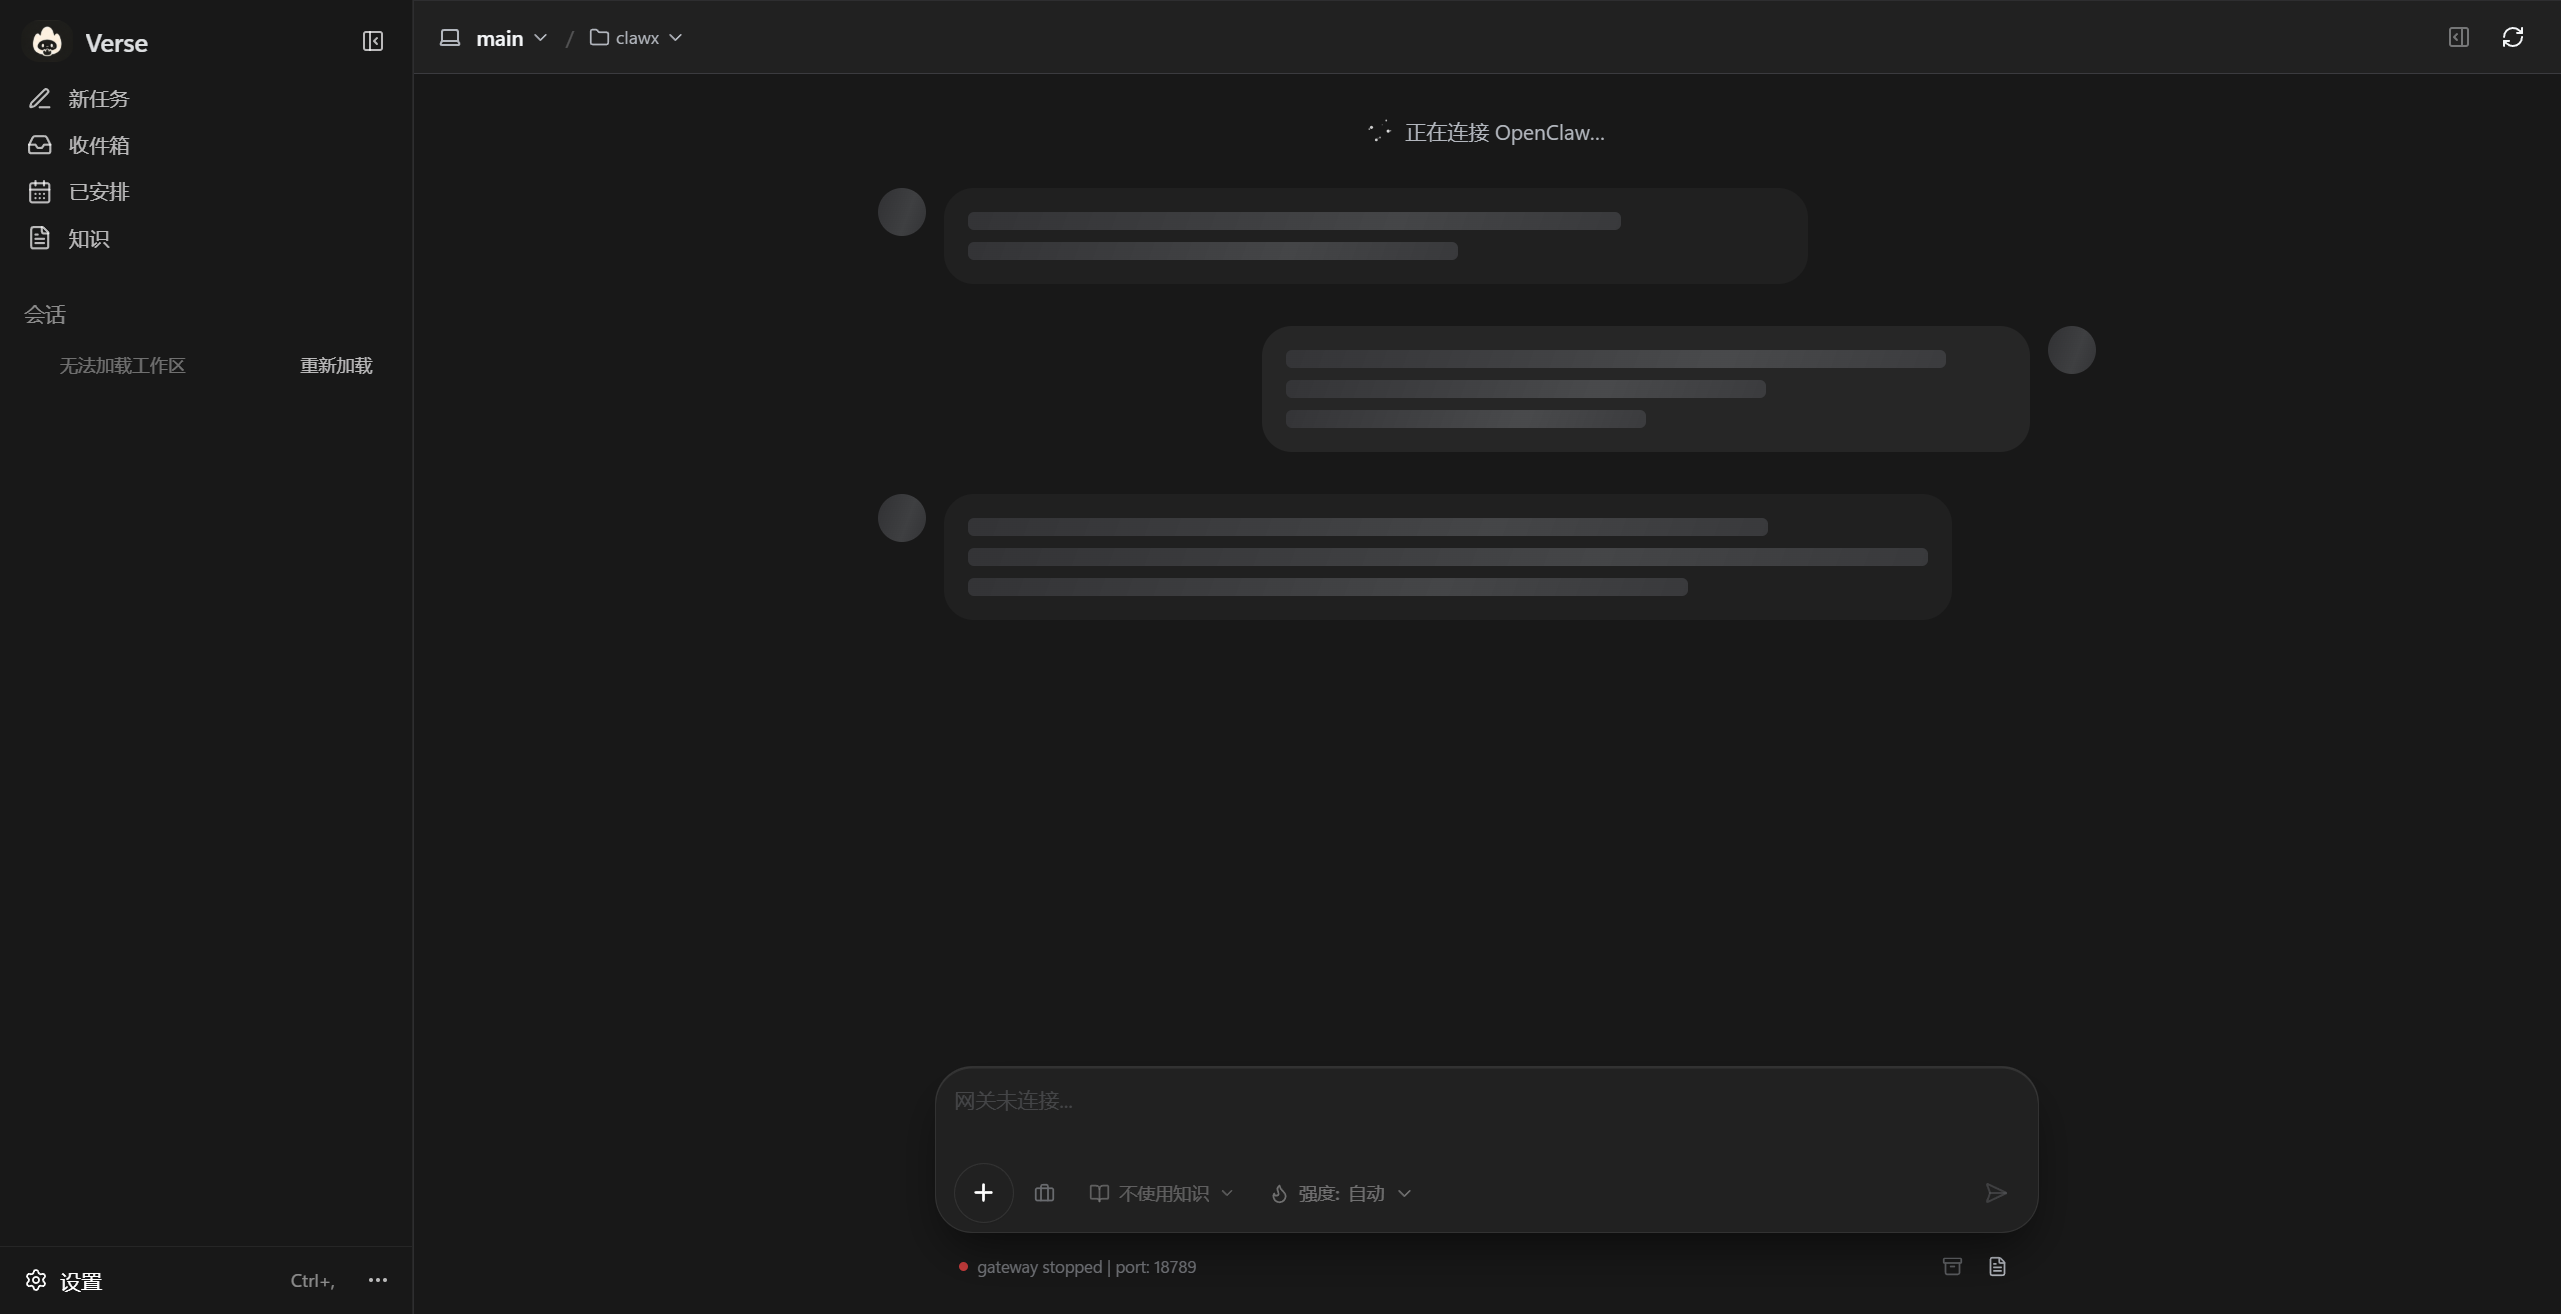 Verse
新任务
收件箱
已安排
知识
会话
无法加载工作区 重新加载
设置 Ctrl+,
main / clawx
正在连接 OpenClaw...
网关未连接...
不使用知识 强度: 自动
gateway stopped | port: 18789